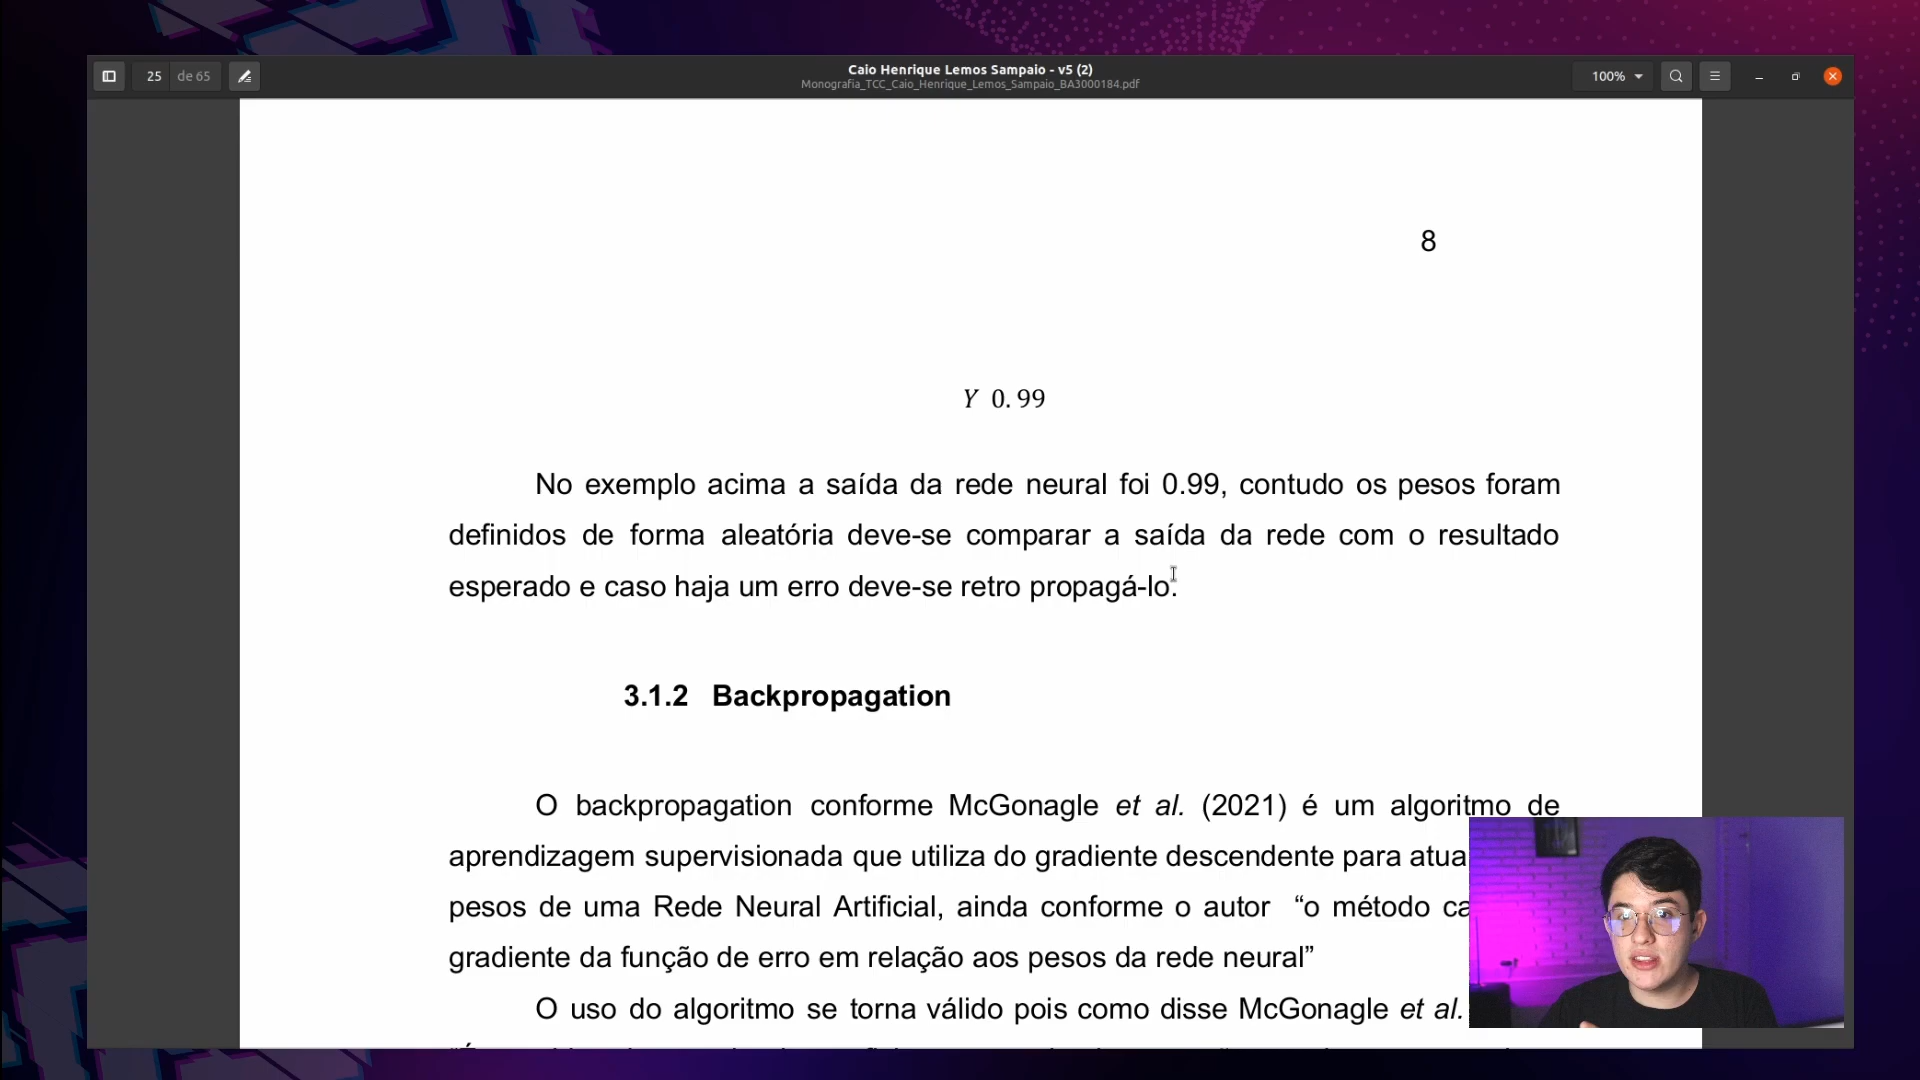 25 de 65
Caio Henrique Lemos Sampaio - v5 (2)
Monografia_TCC_Caio_Henrique_Lemos_Sampaio_BA3000184.pdf
100%
8
Y 0.99
No exemplo acima a saída da rede neural foi 0.99, contudo os pesos foram
definidos de forma aleatória deve-se comparar a saída da rede com o resultado
esperado e caso haja um erro deve-se retro propagá-lo.
3.1.2 Backpropagation
O backpropagation conforme McGonagle et al. (2021) é um algoritmo de
aprendizagem supervisionada que utiliza do gradiente descendente para atua
pesos de uma Rede Neural Artificial, ainda conforme o autor “o método ca
gradiente da função de erro em relação aos pesos da rede neural”
O uso do algoritmo se torna válido pois como disse McGonagle et al.